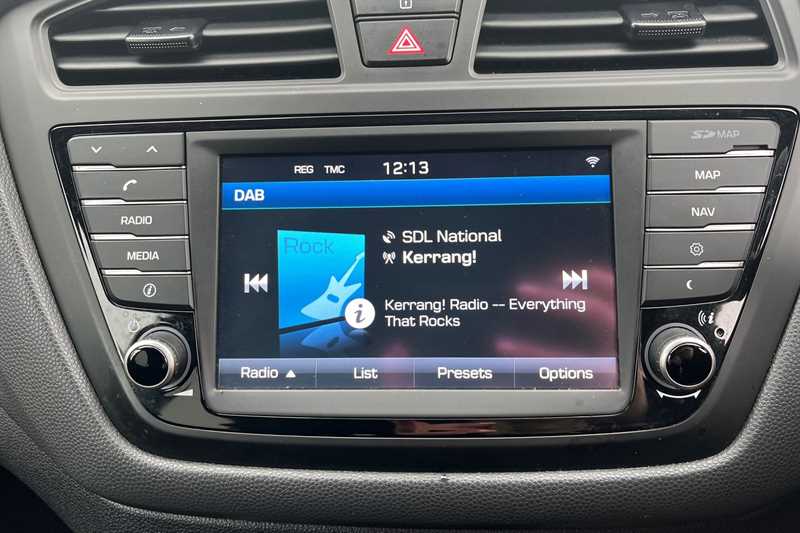 SD MAP
MAP
NAV
RADIO
MEDIA
REG TMC 12:13
DAB
Rock
SDL National
Kerrang!
i
Kerrang! Radio -- Everything
That Rocks
Radio ▲ List Presets Options